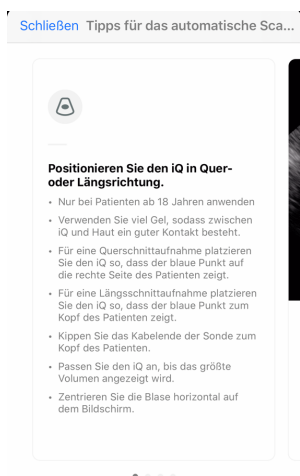 Schließen Tipps für das automatische Sca...
Positionieren Sie den iQ in Quer-
oder Längsrichtung.
• Nur bei Patienten ab 18 Jahren anwenden
• Verwenden Sie viel Gel, sodass zwischen
iQ und Haut ein guter Kontakt besteht.
• Für eine Querschnittaufnahme platzieren
Sie den iQ so, dass der blaue Punkt auf
die rechte Seite des Patienten zeigt.
• Für eine Längsschnittaufnahme platzieren
Sie den iQ so, dass der blaue Punkt zum
Kopf des Patienten zeigt.
• Kippen Sie das Kabelende der Sonde zum
Kopf des Patienten.
• Passen Sie den iQ an, bis das größte
Volumen angezeigt wird.
• Zentrieren Sie die Blase horizontal auf
dem Bildschirm.